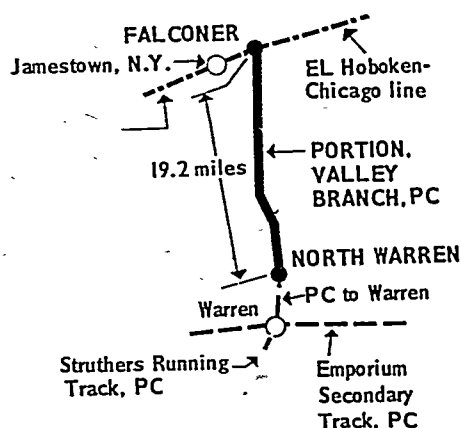 FALCONER
Jamestown, N.Y.
EL Hoboken-
Chicago line
19.2 miles
PORTION,
VALLEY
BRANCH, PC
NORTH WARREN
PC to Warren
Warren
Struthers Running
Track, PC
Emporium
Secondary
Track, PC